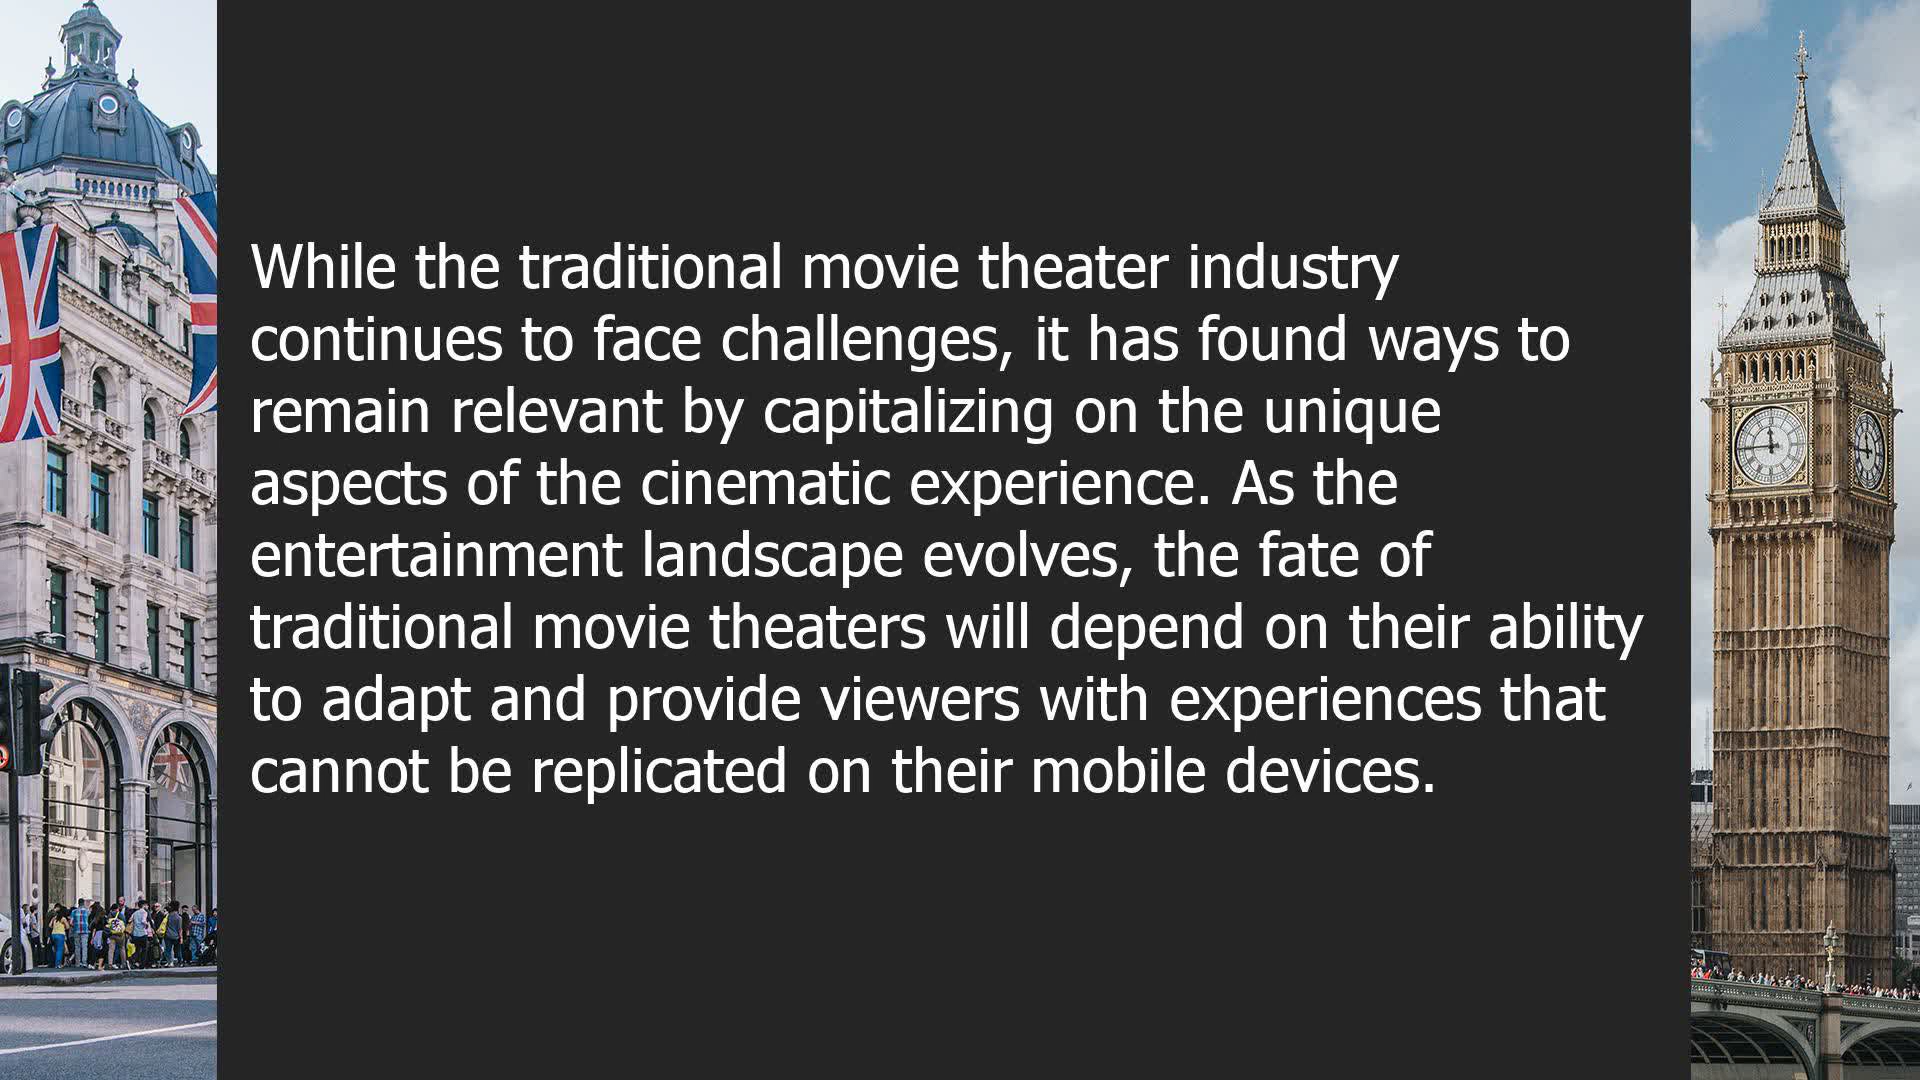 While the traditional movie theater industry
continues to face challenges, it has found ways to
remain relevant by capitalizing on the unique
aspects of the cinematic experience. As the
entertainment landscape evolves, the fate of
traditional movie theaters will depend on their ability
to adapt and provide viewers with experiences that
cannot be replicated on their mobile devices.